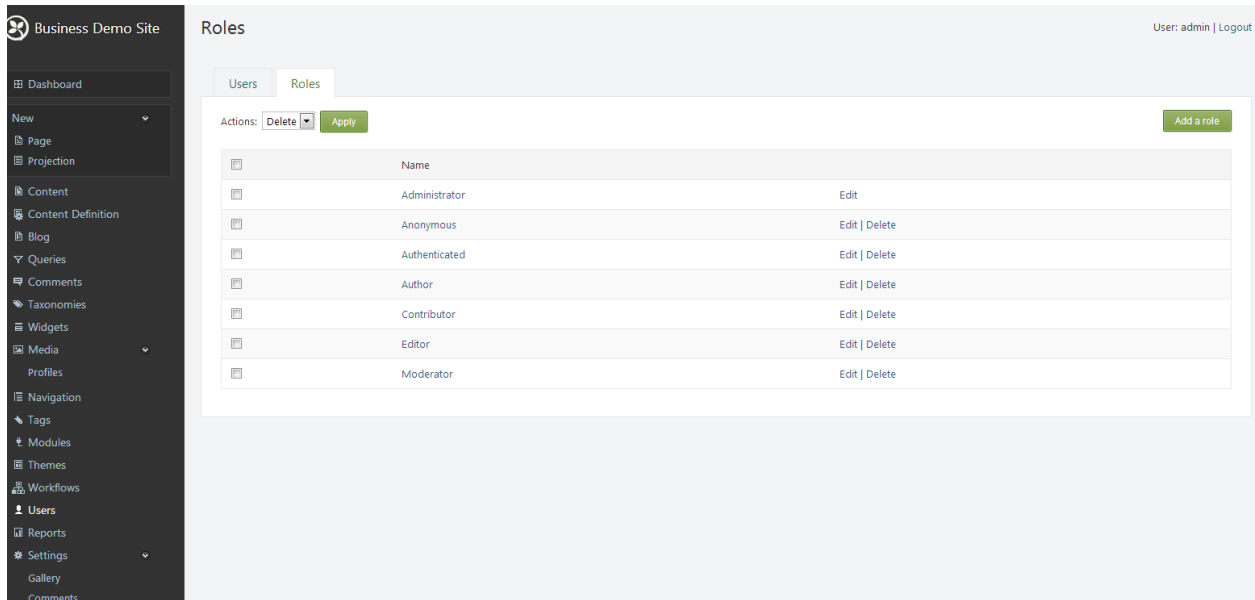 Business Demo Site
Dashboard
New
Page
Projection
Content
Content Definition
Blog
Queries
Comments
Taxonomies
Widgets
Media
Profiles
Navigation
Tags
Modules
Themes
Workflows
Users
Reports
Settings
Gallery
Comments
Roles
User: admin | Logout
Users Roles
Actions: Delete Apply Add a role
Name
Administrator Edit
Anonymous Edit | Delete
Authenticated Edit | Delete
Author Edit | Delete
Contributor Edit | Delete
Editor Edit | Delete
Moderator Edit | Delete